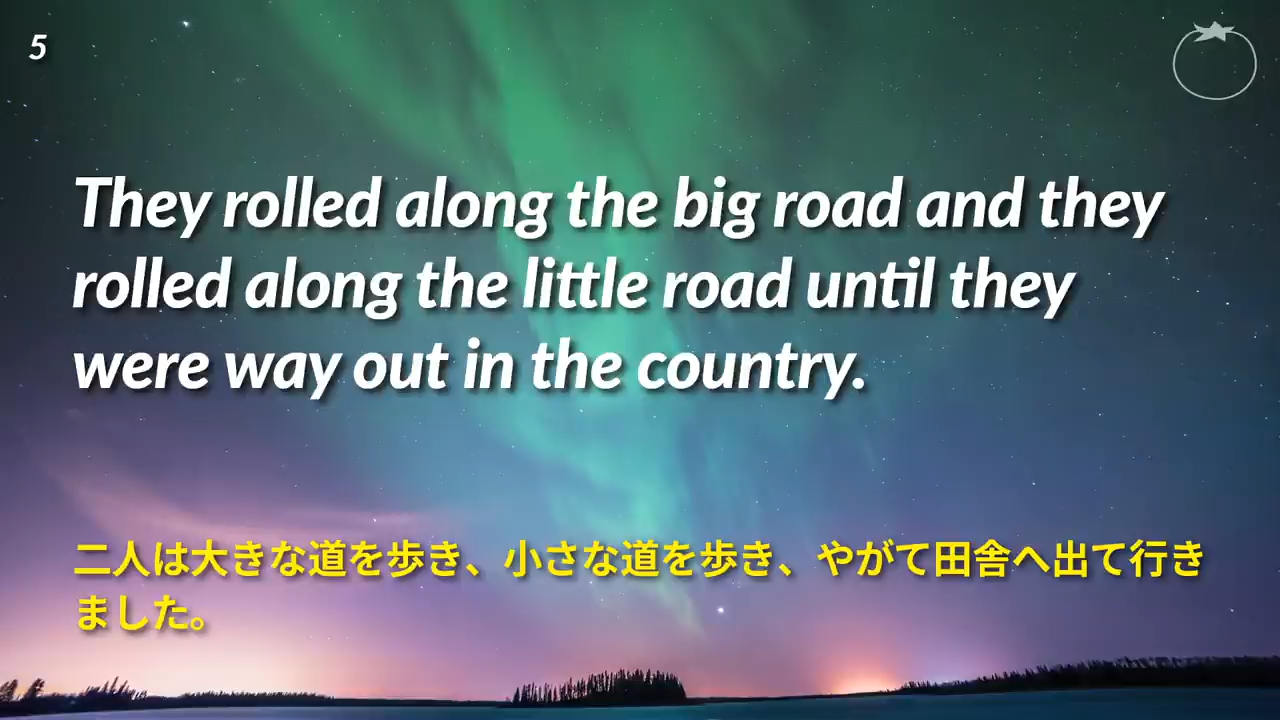 5
They rolled along the big road and they
rolled along the little road until they
were way out in the country.
二人は大きな道を歩き、小さな道を歩き、やがて田舎へ出て行き
ました。